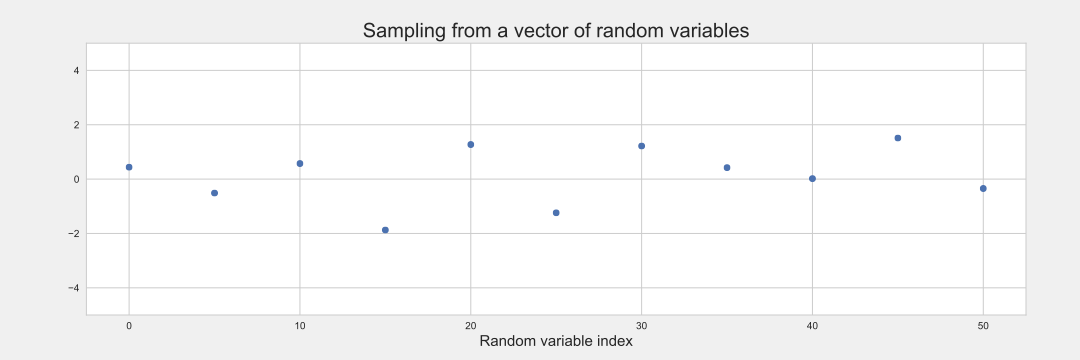 Sampling from a vector of random variables
4
2
0
−2
−4
0 10 20 30 40 50
Random variable index